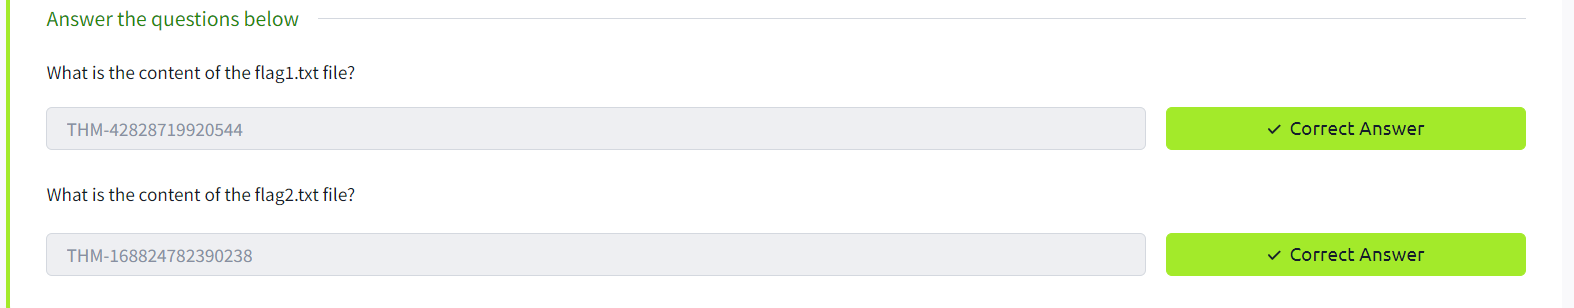 Answer the questions below
What is the content of the flag1.txt file?
THM-42828719920544
✓ Correct Answer
What is the content of the flag2.txt file?
THM-168824782390238
✓ Correct Answer